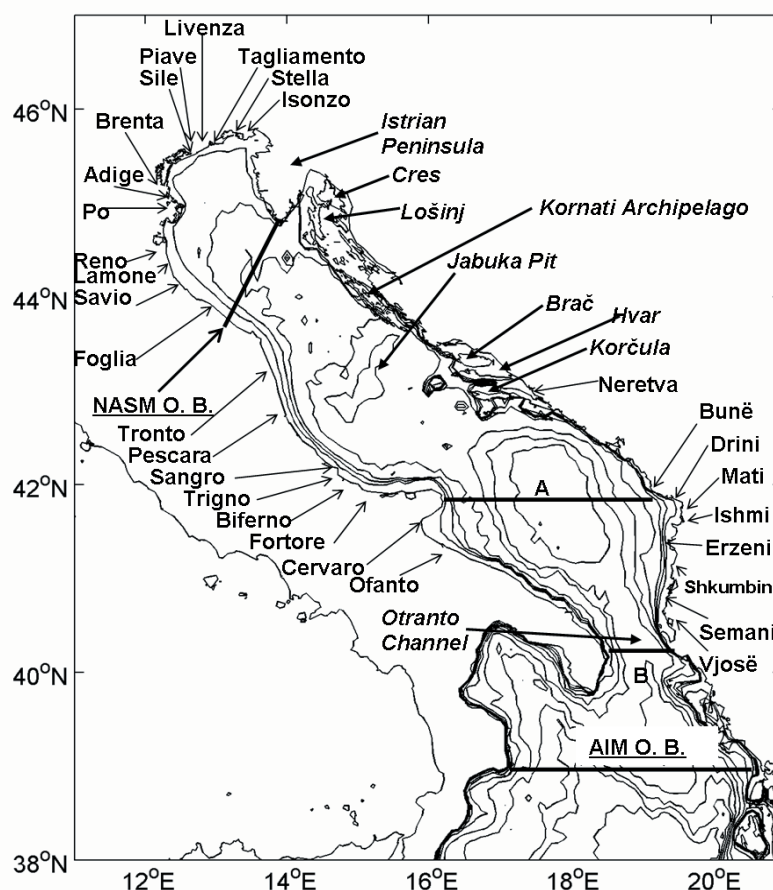 Livenza
Piave
Tagliamento
Sile
Stella
Isonzo
46°N
Brenta
Istrian
Peninsula
Cres
Adige
Po
Lošinj
Kornati Archipelago
Reno
Lamone
Savio
Jabuka Pit
44°N
Brač
Hvar
Foglia
Korčula
Neretva
NASM O. B.
Bunë
Tronto
Pescara
Drini
Sangro
Mati
42°N
Trigno
A
Biferno
Ishmi
Fortore
Erzeni
Cervaro
Ofanto
Shkumbin
Otranto
Channel
Semani
40°N
B
Vjosë
AIM O. B.
38°N
12°E
14°E
16°E
18°E
20°E